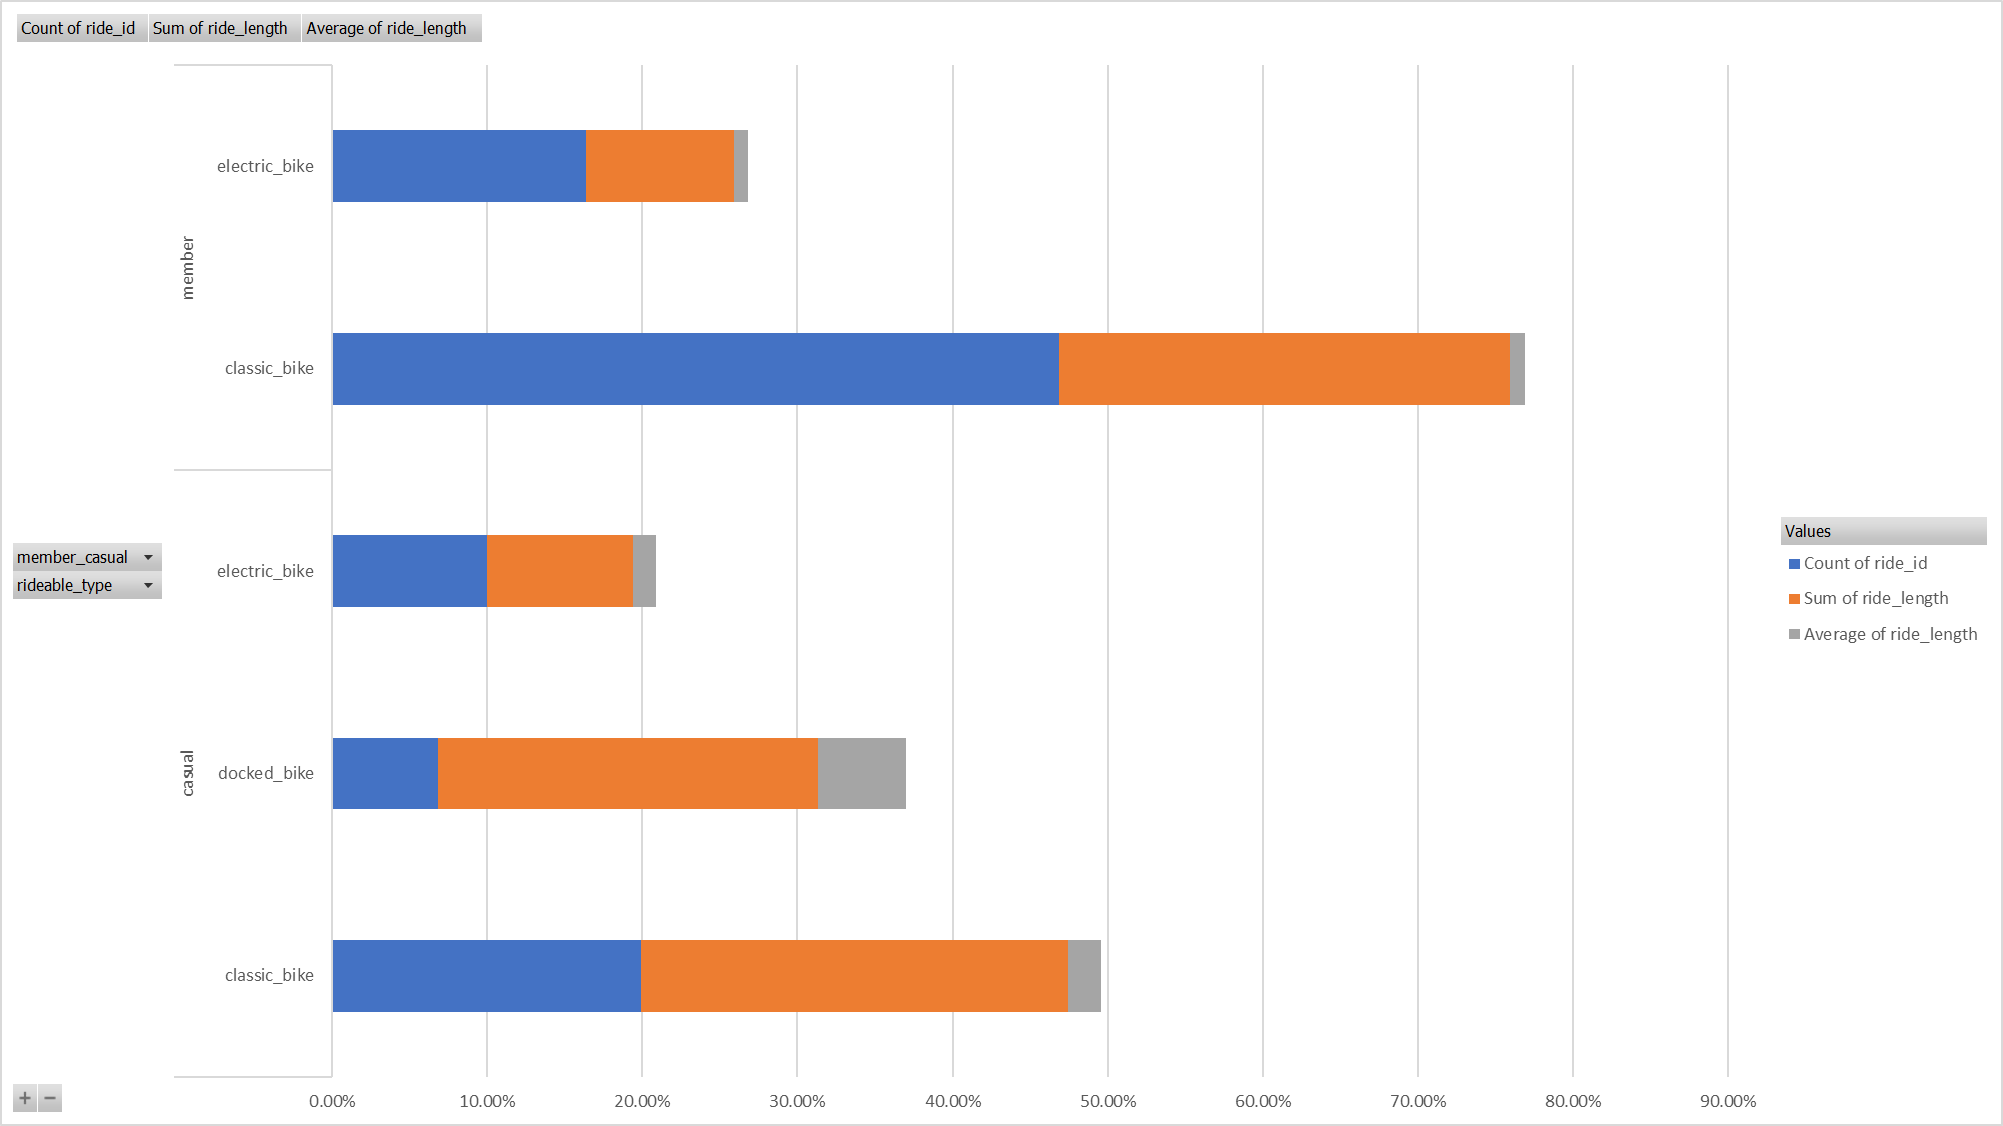 Count of ride_id Sum of ride_length Average of ride_length
electric_bike
member
classic_bike
electric_bike
member_casual
rideable_type
casual
docked_bike
classic_bike
Values
Count of ride_id
Sum of ride_length
Average of ride_length
+ −
0.00% 10.00% 20.00% 30.00% 40.00% 50.00% 60.00% 70.00% 80.00% 90.00%